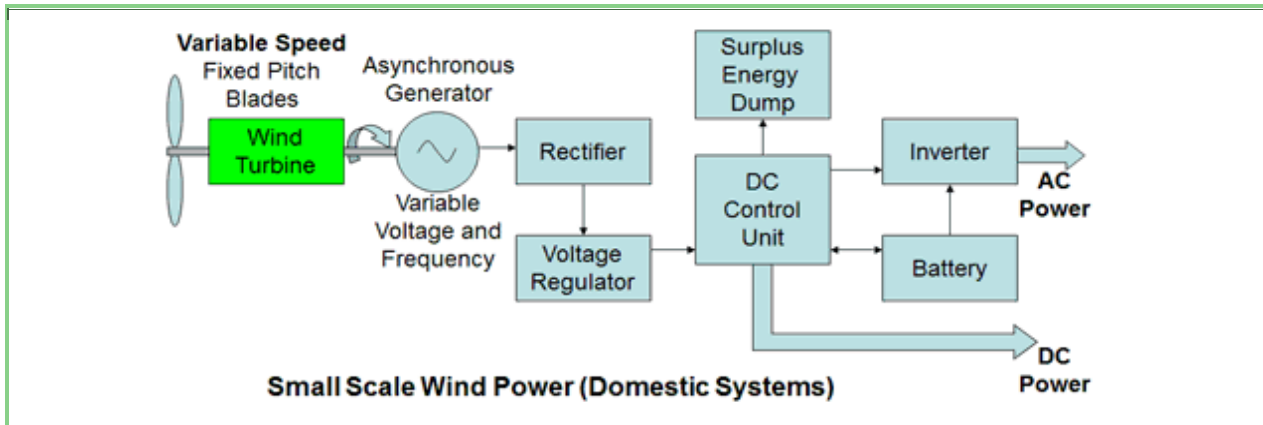 Variable Speed
Fixed Pitch
Blades
Wind
Turbine
Asynchronous
Generator
Variable
Voltage and
Frequency
Rectifier
Voltage
Regulator
Surplus
Energy
Dump
DC
Control
Unit
Inverter
Battery
AC
Power
DC
Power
Small Scale Wind Power (Domestic Systems)